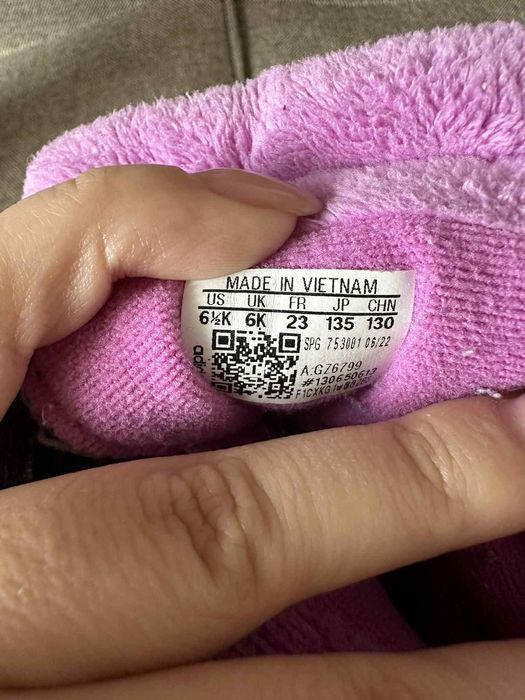 MADE IN VIETNAM
US UK FR JP CHN
6½K 6K 23 135 130
SPG 753001 06/22
A:G76799
#130650613